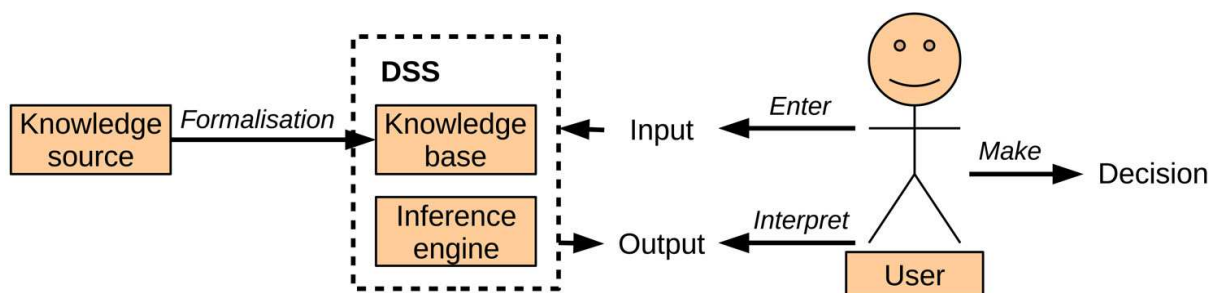 DSS
Knowledge
source
Formalisation
Knowledge
base
Input
Enter
Make
Decision
Inference
engine
Output
Interpret
User